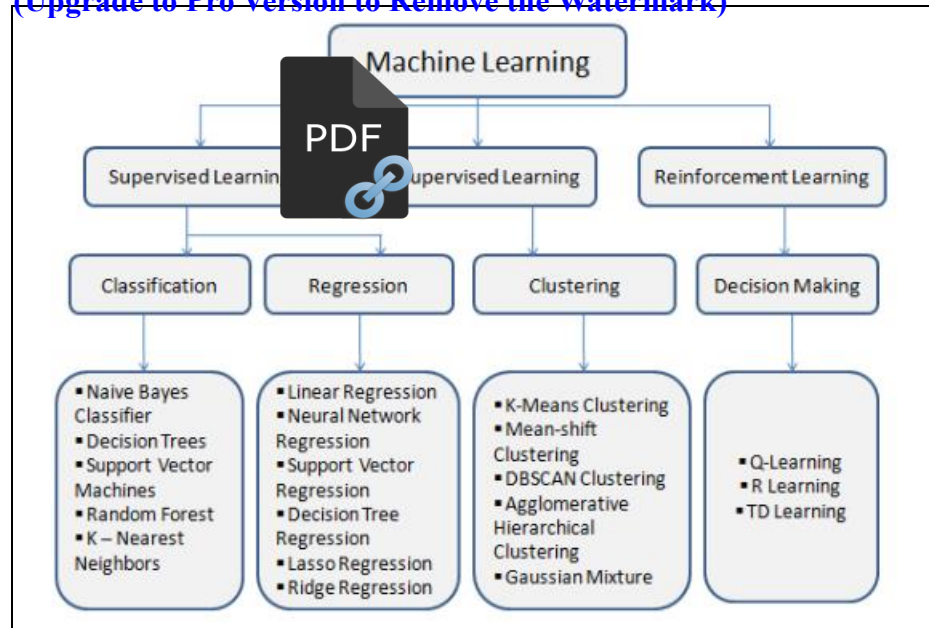 (Upgrade to Pro Version to Remove the Watermark)
Machine Learning
PDF
Supervised Learnin
upervised Learning
Reinforcement Learning
Classification
Regression
Clustering
Decision Making
▪ Naive Bayes
Classifier
▪ Decision Trees
▪ Support Vector
Machines
▪ Random Forest
▪ K – Nearest
Neighbors
▪ Linear Regression
▪ Neural Network
Regression
▪ Support Vector
Regression
▪ Decision Tree
Regression
▪ Lasso Regression
▪ Ridge Regression
▪ K-Means Clustering
▪ Mean-shift
Clustering
▪ DBSCAN Clustering
▪ Agglomerative
Hierarchical
Clustering
▪ Gaussian Mixture
▪ Q-Learning
▪ R Learning
▪ TD Learning